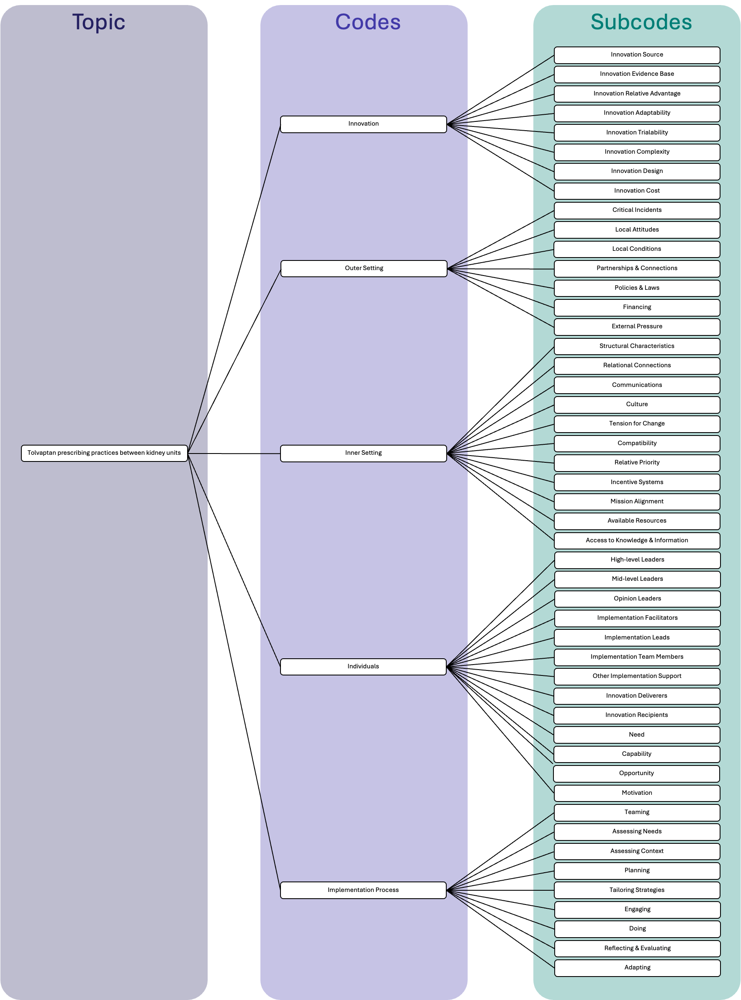 Topic
Codes
Subcodes
Tolvaptan prescribing practices between kidney units
Innovation
Outer Setting
Inner Setting
Individuals
Implementation Process
Innovation Source
Innovation Evidence Base
Innovation Relative Advantage
Innovation Adaptability
Innovation Trialability
Innovation Complexity
Innovation Design
Innovation Cost
Critical Incidents
Local Attitudes
Local Conditions
Partnerships & Connections
Policies & Laws
Financing
External Pressure
Structural Characteristics
Relational Connections
Communications
Culture
Tension for Change
Compatibility
Relative Priority
Incentive Systems
Mission Alignment
Available Resources
Access to Knowledge & Information
High-level Leaders
Mid-level Leaders
Opinion Leaders
Implementation Facilitators
Implementation Leads
Implementation Team Members
Other Implementation Support
Innovation Deliverers
Innovation Recipients
Need
Capability
Opportunity
Motivation
Teaming
Assessing Needs
Assessing Context
Planning
Tailoring Strategies
Engaging
Doing
Reflecting & Evaluating
Adapting